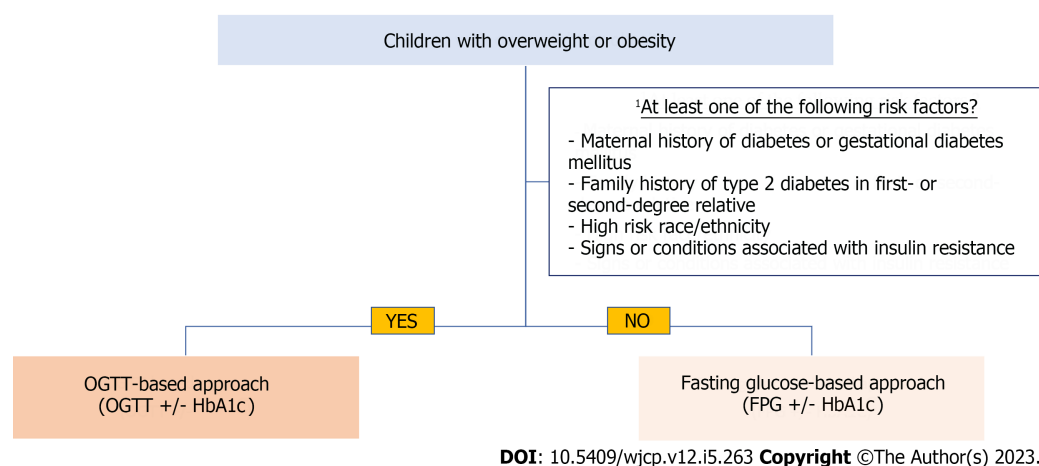 Children with overweight or obesity
¹At least one of the following risk factors?
- Maternal history of diabetes or gestational diabetes
mellitus
- Family history of type 2 diabetes in first- or
second-degree relative
- High risk race/ethnicity
- Signs or conditions associated with insulin resistance
YES
NO
OGTT-based approach
(OGTT +/- HbA1c)
Fasting glucose-based approach
(FPG +/- HbA1c)
DOI: 10.5409/wjcp.v12.i5.263 Copyright ©The Author(s) 2023.